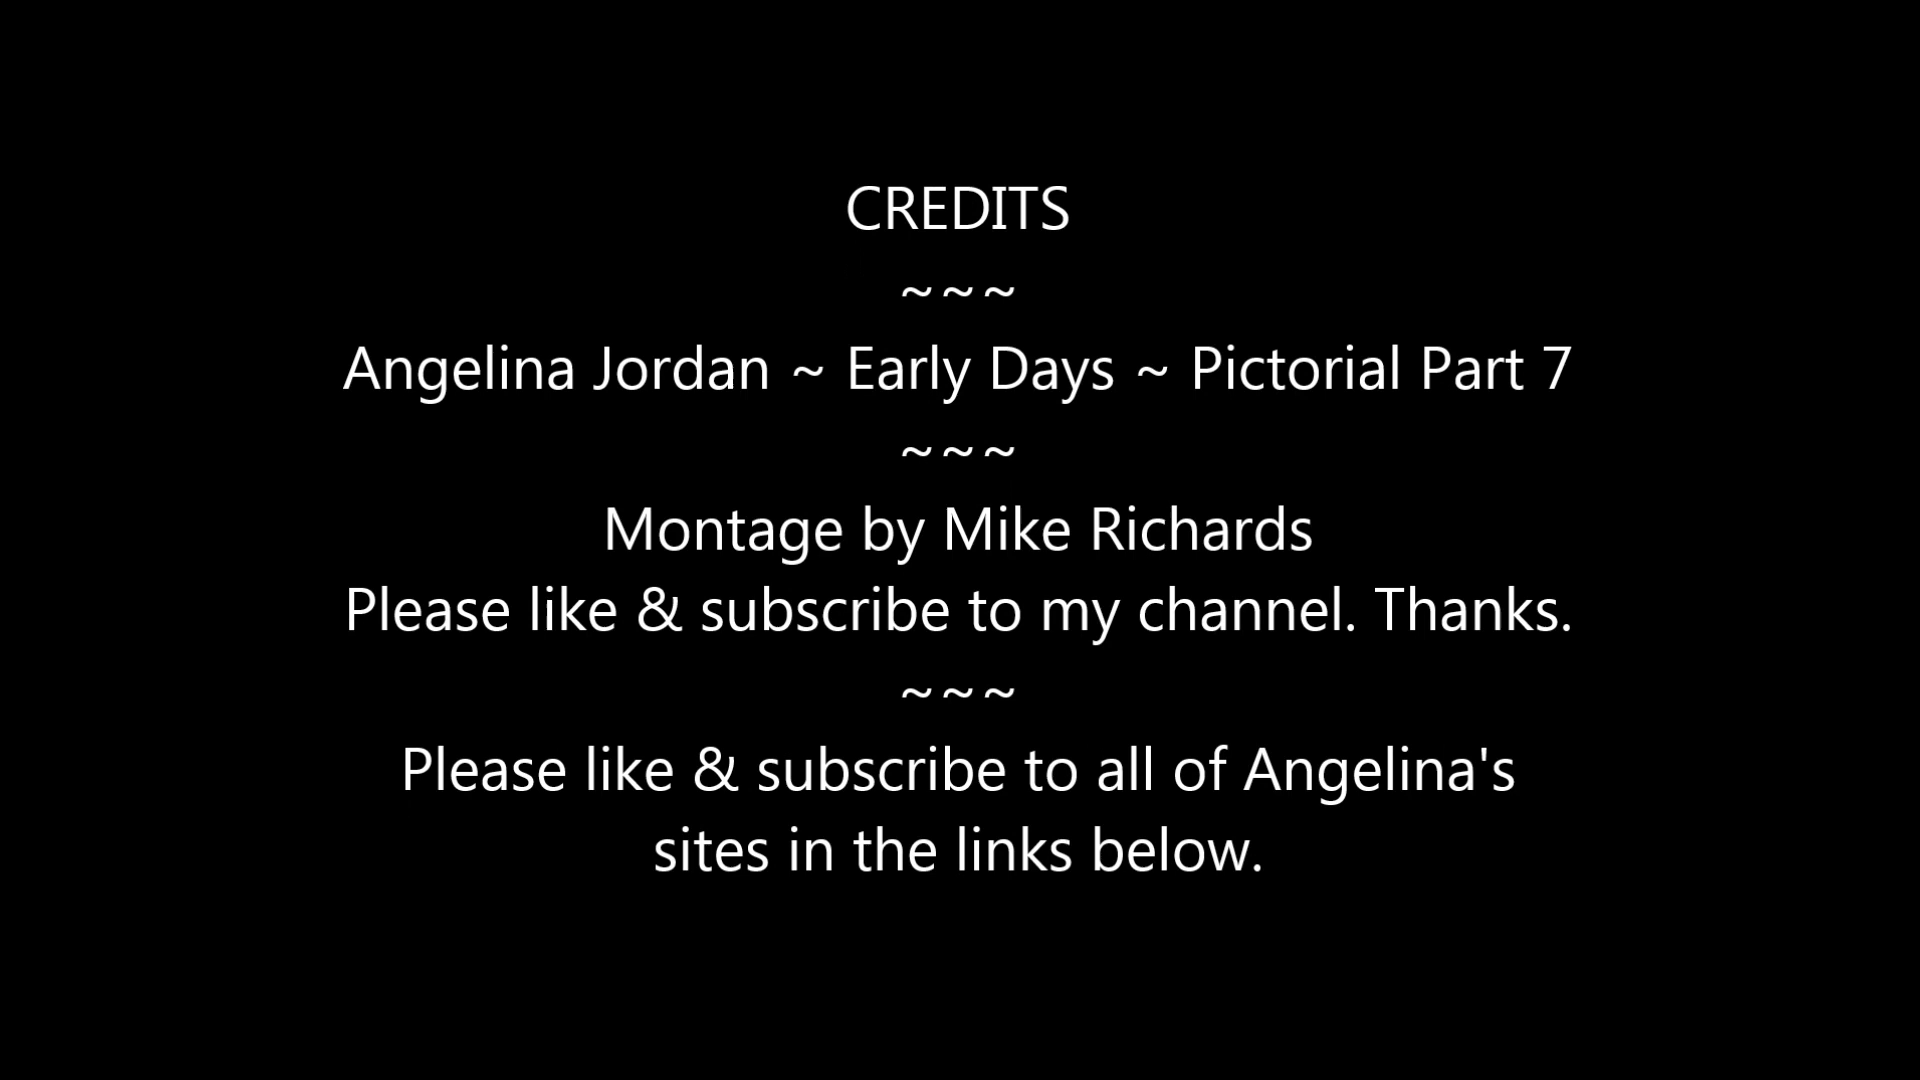 CREDITS
~~~
Angelina Jordan ~ Early Days ~ Pictorial Part 7
~~~
Montage by Mike Richards
Please like & subscribe to my channel. Thanks.
~~~
Please like & subscribe to all of Angelina's
sites in the links below.